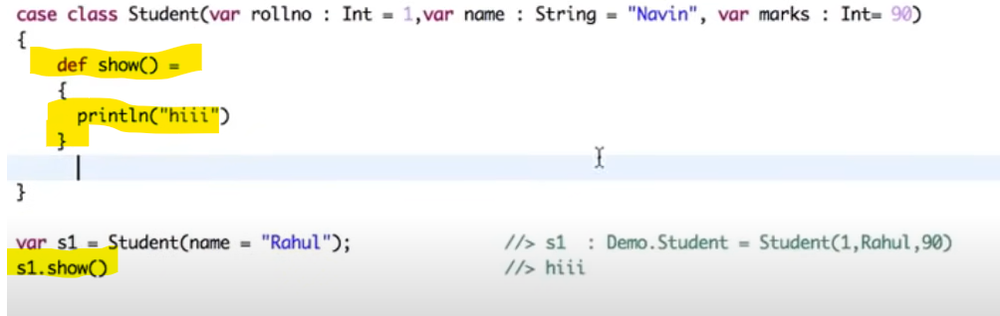 case class Student(var rollno : Int = 1,var name : String = "Navin", var marks : Int= 90)
{
def show() =
{
println("hiii")
}
}
var s1 = Student(name = "Rahul"); //> s1 : Demo.Student = Student(1,Rahul,90)
s1.show() //> hiii